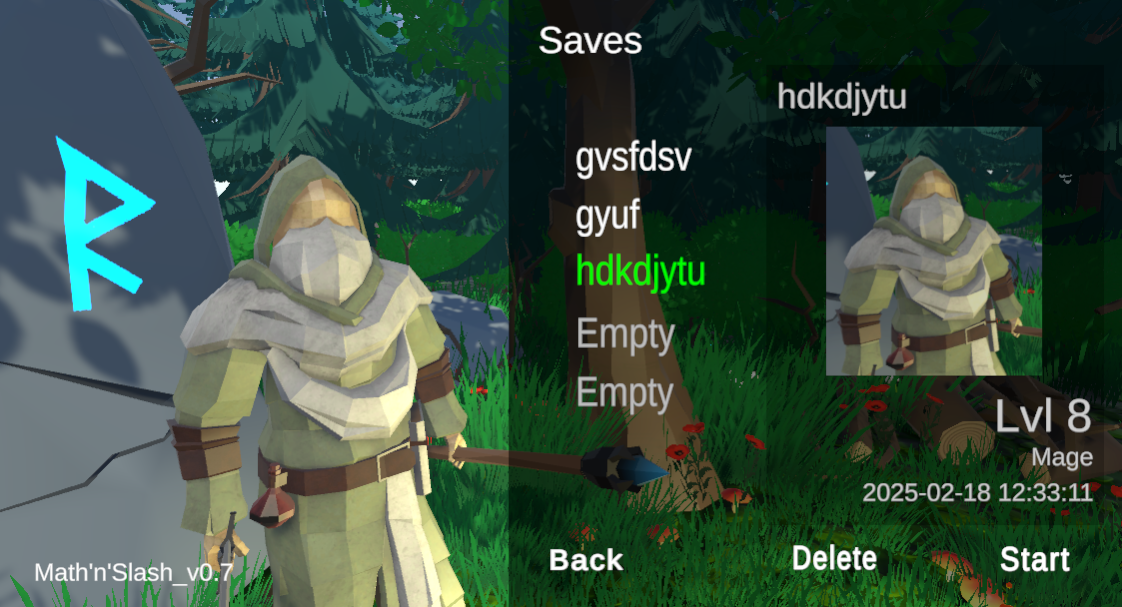 Saves
gvsfdsv
gyuf
hdkdjytu
Empty
Empty
hdkdjytu
Lvl 8
Mage
2025-02-18 12:33:11
Back
Delete
Start
Math'n'Slash_v0.7